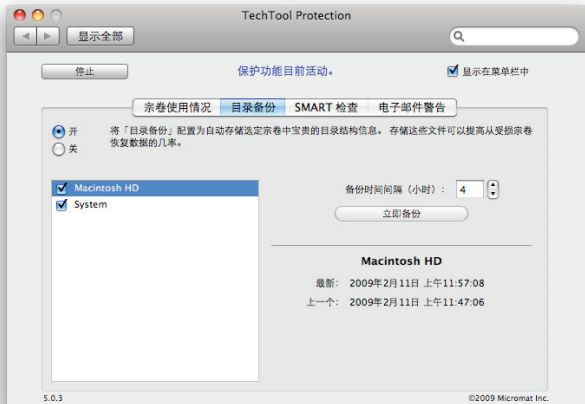 TechTool Protection
显示全部
停止
保护功能目前活动。
显示在菜单栏中
宗卷使用情况
目录备份
SMART 检查
电子邮件警告
开
关
将「目录备份」配置为自动存储选定宗卷中宝贵的目录结构信息。 存储这些文件可以提高从受损宗卷
恢复数据的几率。
Macintosh HD
System
备份时间间隔（小时）： 4
立即备份
Macintosh HD
最新： 2009年2月11日 上午11:57:08
上一个： 2009年2月11日 上午11:47:06
5.0.3
©2009 Micromat Inc.